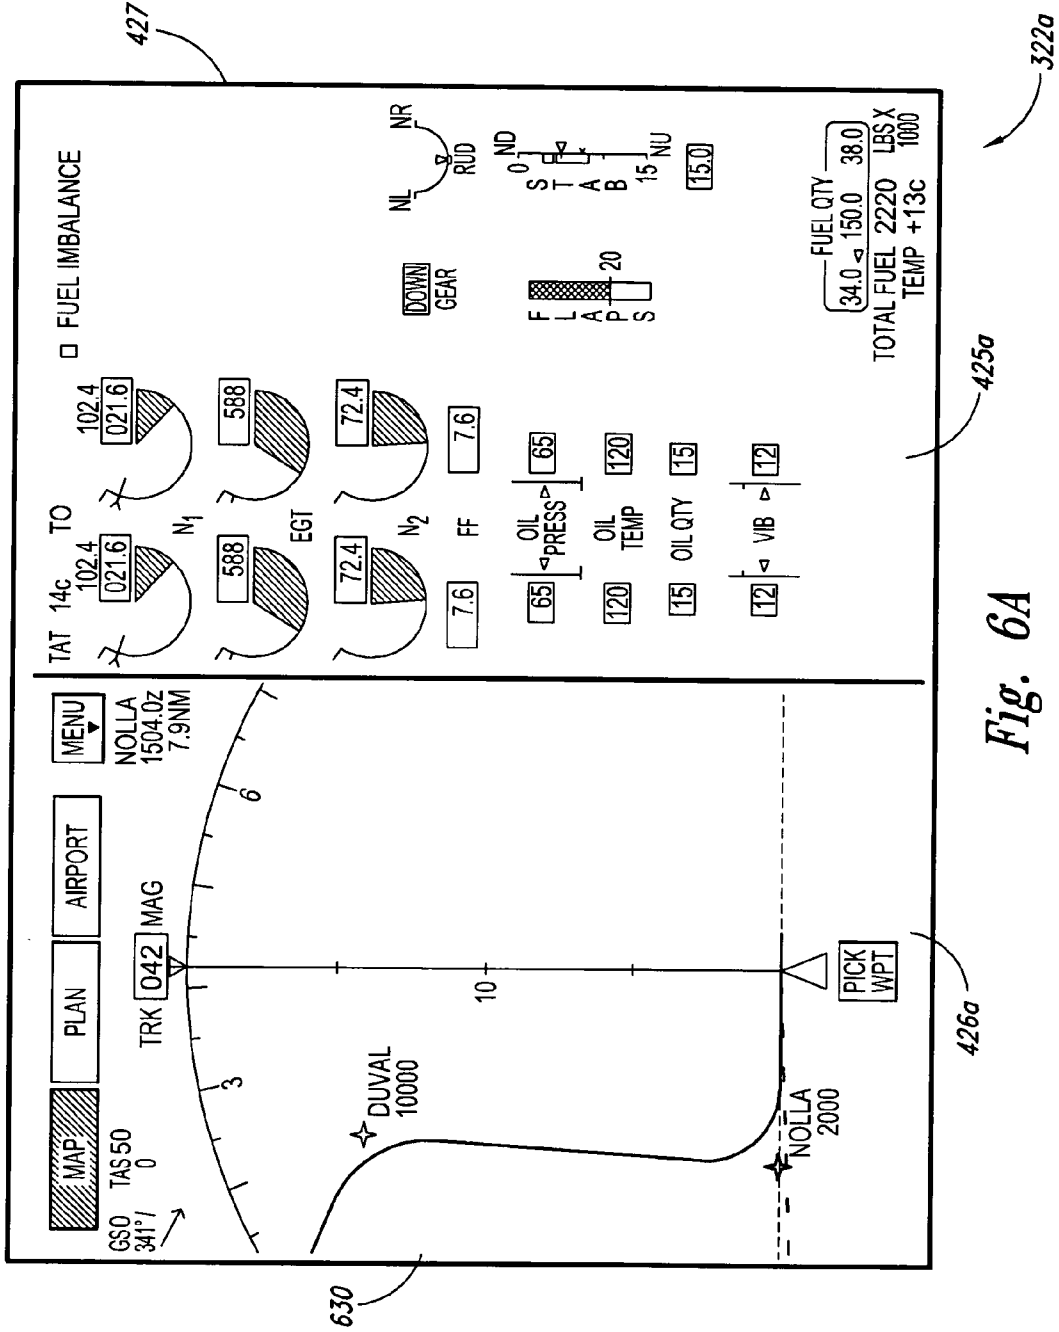 427
322a
MAP
PLAN
AIRPORT
MENU
GS0 TAS 50
341°/ 0
TRK 042 MAG
NOLLA
1504.0z
7.9NM
3
6
10
DUVAL
10000
NOLLA
2000
PICK
WPT
630
426a
TAT 14c TO
102.4 102.4
021.6 021.6
N1
588 588
EGT
72.4 72.4
N2
7.6 FF 7.6
65 OIL PRESS 65
120 OIL TEMP 120
15 OIL QTY 15
12 VIB 12
FUEL IMBALANCE
DOWN
GEAR
NL NR
RUD
FLAPS
20
0 ND
STAB
15 NU
15.0
FUEL QTY
34.0 150.0 38.0
TOTAL FUEL 2220 LBS X
TEMP +13c 1000
425a
Fig. 6A